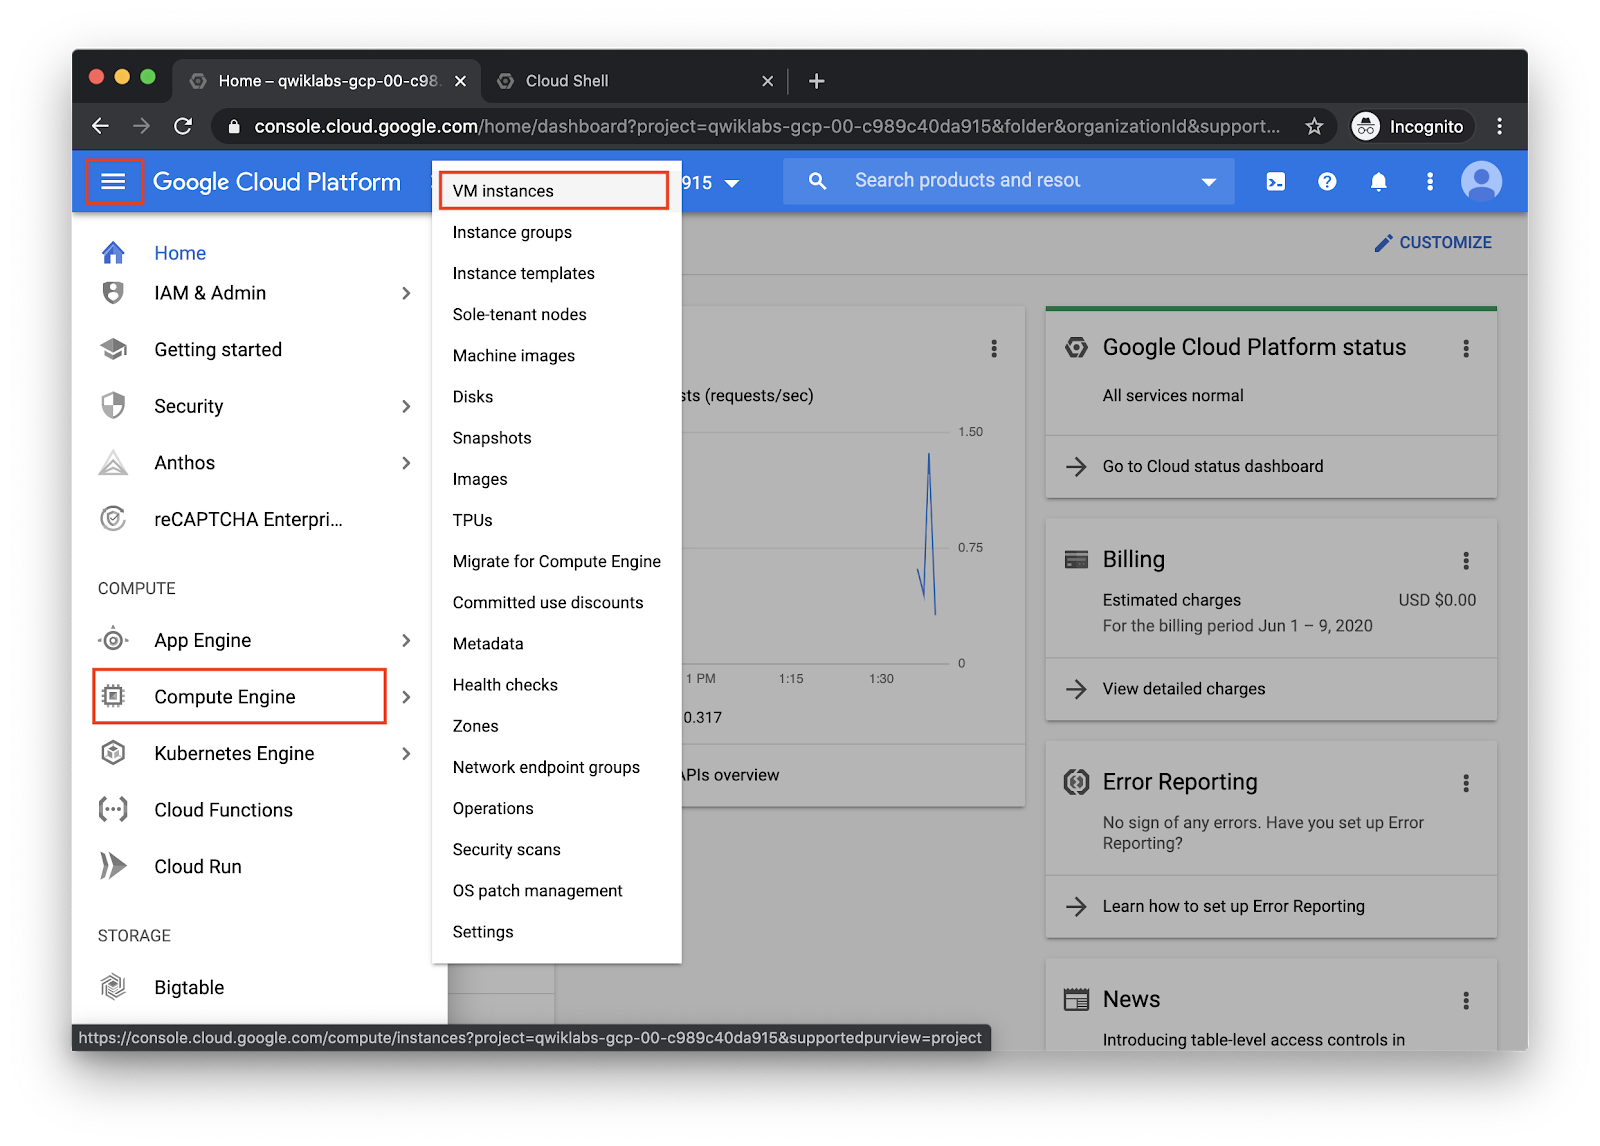 Home – qwiklabs-gcp-00-c98
Cloud Shell
console.cloud.google.com/home/dashboard?project=qwiklabs-gcp-00-c989c40da915&folder&organizationId&support...
Incognito
Google Cloud Platform
915
Search products and resou
CUSTOMIZE
Home
IAM & Admin
Getting started
Security
Anthos
reCAPTCHA Enterpri...
COMPUTE
App Engine
Compute Engine
Kubernetes Engine
Cloud Functions
Cloud Run
STORAGE
Bigtable
VM instances
Instance groups
Instance templates
Sole-tenant nodes
Machine images
Disks
Snapshots
Images
TPUs
Migrate for Compute Engine
Committed use discounts
Metadata
Health checks
Zones
Network endpoint groups
Operations
Security scans
OS patch management
Settings
sts (requests/sec)
1.50
0.75
0
1 PM
1:15
1:30
0.317
APIs overview
Google Cloud Platform status
All services normal
Go to Cloud status dashboard
Billing
Estimated charges
USD $0.00
For the billing period Jun 1 – 9, 2020
View detailed charges
Error Reporting
No sign of any errors. Have you set up Error
Reporting?
Learn how to set up Error Reporting
News
Introducing table-level access controls in
https://console.cloud.google.com/compute/instances?project=qwiklabs-gcp-00-c989c40da915&supportedpurview=project